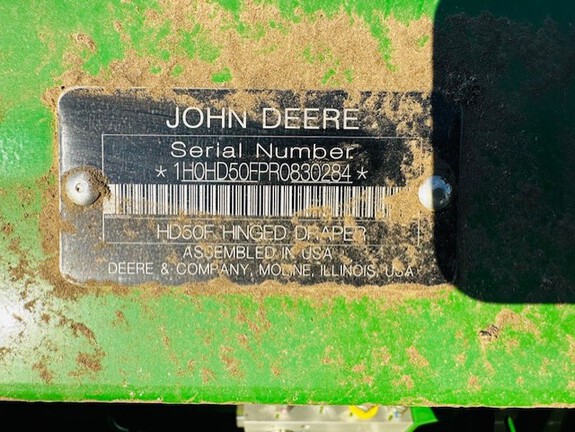 JOHN DEERE
Serial Number
*1H0HD50FPR0830284*
HD50F HINGED DRAPER
ASSEMBLED IN USA
DEERE & COMPANY, MOLINE, ILLINOIS, USA